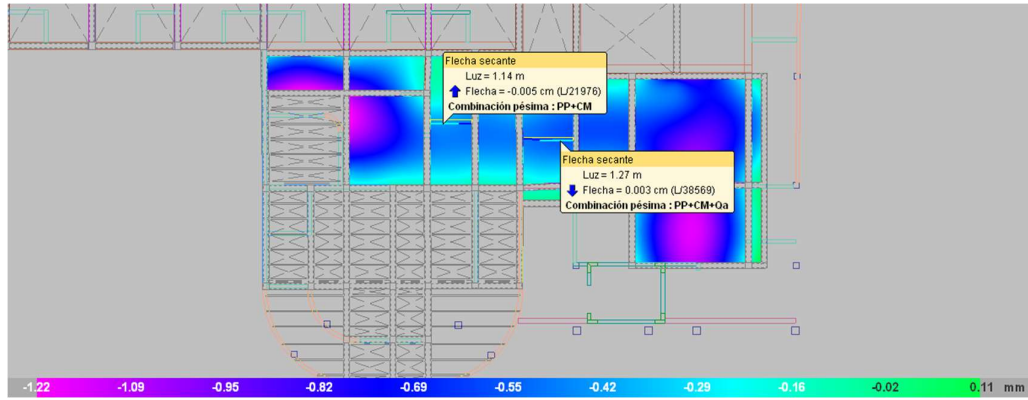 Flecha secante
Luz = 1.14 m
Flecha = -0.005 cm (L/21976)
Combinación pésima : PP+CM
Flecha secante
Luz = 1.27 m
Flecha = 0.003 cm (L/38569)
Combinación pésima : PP+CM+Qa
-1.22 -1.09 -0.95 -0.82 -0.69 -0.55 -0.42 -0.29 -0.16 -0.02 0.11 mm